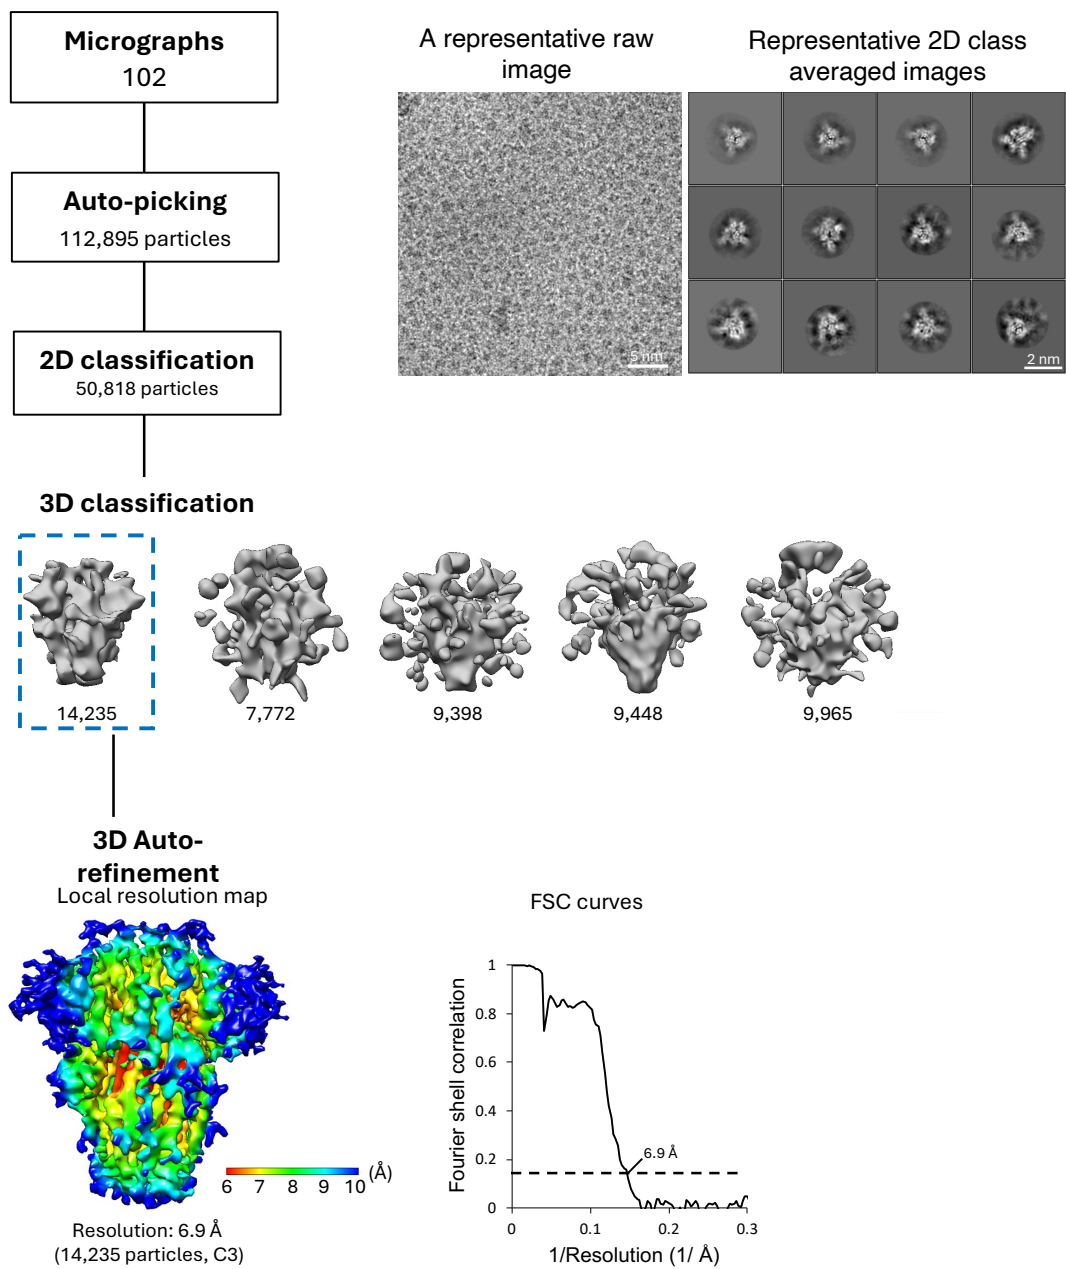 Micrographs
102
A representative raw
image
Representative 2D class
averaged images
Auto-picking
112,895 particles
2D classification
50,818 particles
5 nm
2 nm
3D classification
14,235
7,772
9,398
9,448
9,965
3D Auto-
refinement
Local resolution map
(Å)
6 7 8 9 10
Resolution: 6.9 Å
(14,235 particles, C3)
FSC curves
Fourier shell correlation
1
0.8
0.6
0.4
0.2
0
6.9 Å
0 0.1 0.2 0.3
1/Resolution (1/ Å)